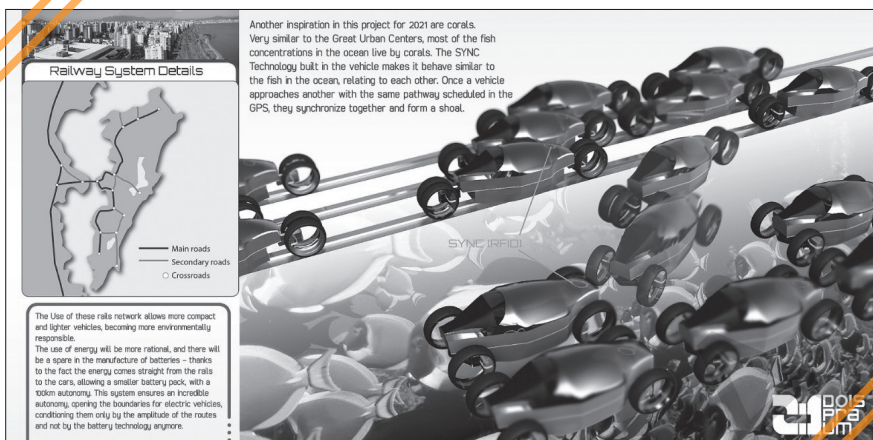 Railway System Details
Main roads
Secondary roads
Crossroads
The Use of these rails network allows more compact
and lighter vehicles, becoming more environmentally
responsible.
The use of energy will be more rational, and there will
be a spare in the manufacture of batteries – thanks
to the fact the energy comes straight from the rails
to the cars, allowing a smaller battery pack, with a
100km autonomy. This system ensures an incredible
autonomy, opening the boundaries for electric vehicles,
conditioning them only by the amplitude of the routes
and not by the battery technology anymore.
Another inspiration in this project for 2021 are corals.
Very similar to the Great Urban Centers, most of the fish
concentrations in the ocean live by corals. The SYNC
Technology built in the vehicle makes it behave similar to
the fish in the ocean, relating to each other. Once a vehicle
approaches another with the same pathway scheduled in the
GPS, they synchronize together and form a shoal.
SYNC (RFID)
DOIS
PRA
UM